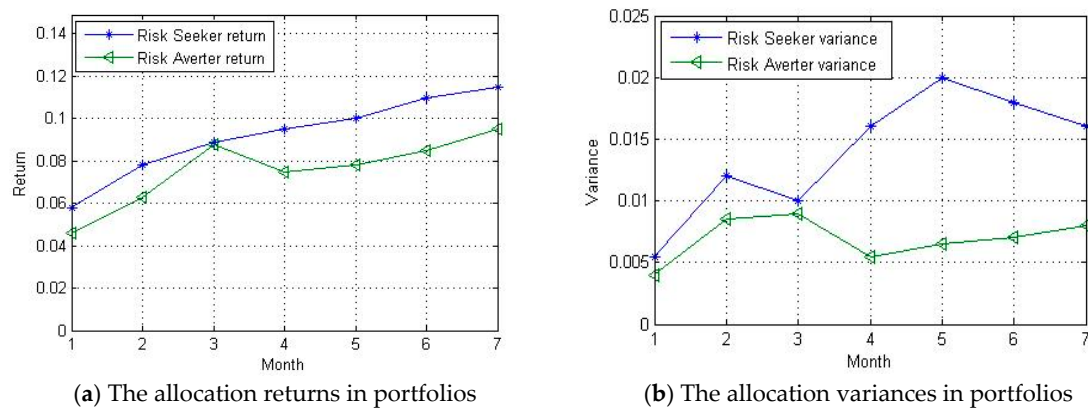 0.14
0.12
0.1
0.08
0.06
0.04
0.02
0
Return
Risk Seeker return
Risk Averter return
1 2 3 4 5 6 7
Month
(a) The allocation returns in portfolios
0.025
0.02
0.015
0.01
0.005
0
Variance
Risk Seeker variance
Risk Averter variance
1 2 3 4 5 6 7
Month
(b) The allocation variances in portfolios